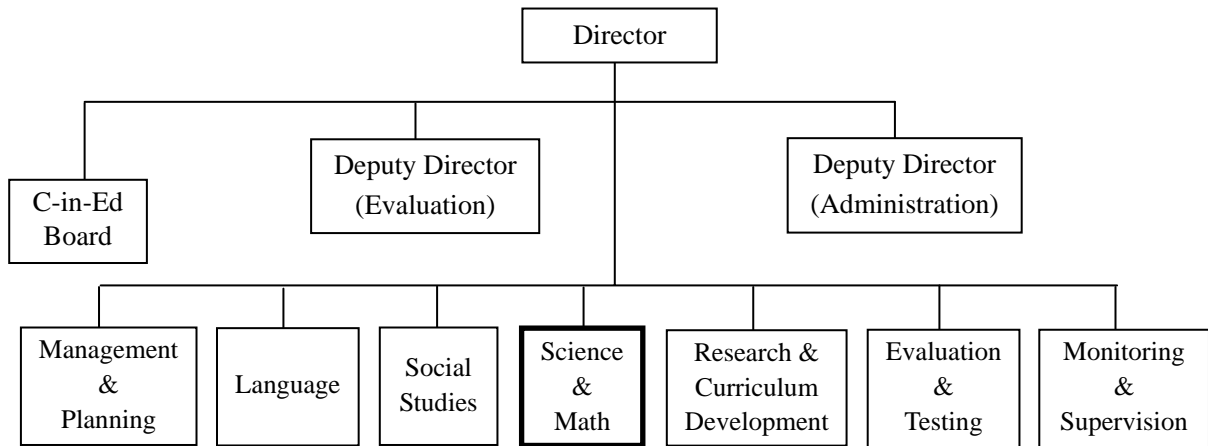 Director
C-in-Ed
Board
Deputy Director
(Evaluation)
Deputy Director
(Administration)
Management
&
Planning
Language
Social
Studies
Science
&
Math
Research &
Curriculum
Development
Evaluation
&
Testing
Monitoring
&
Supervision